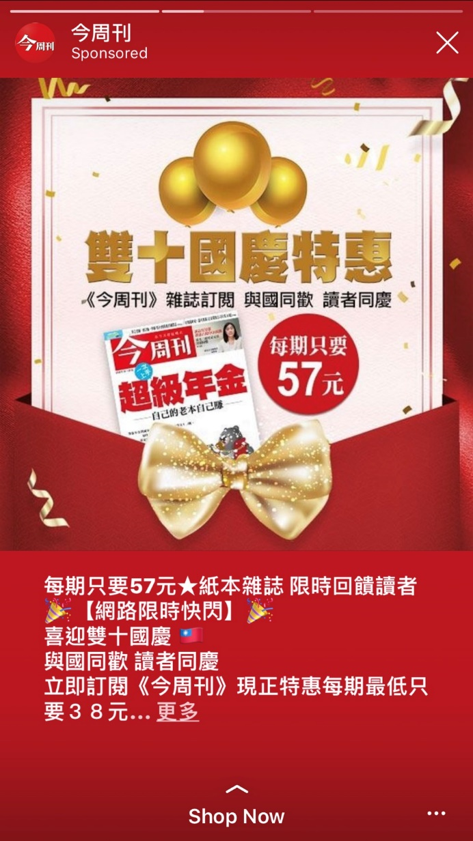 今周刊
今周刊
Sponsored
雙十國慶特惠
《今周刊》雜誌訂閱 與國同歡 讀者同慶
今周刊
超級年金
自己的老本自己賺
每期只要
57元
每期只要57元★紙本雜誌 限時回饋讀者
🎉【網路限時快閃】🎉
喜迎雙十國慶 🇹🇼
與國同歡 讀者同慶
立即訂閱《今周刊》現正特惠每期最低只
要３８元... 更多
Shop Now